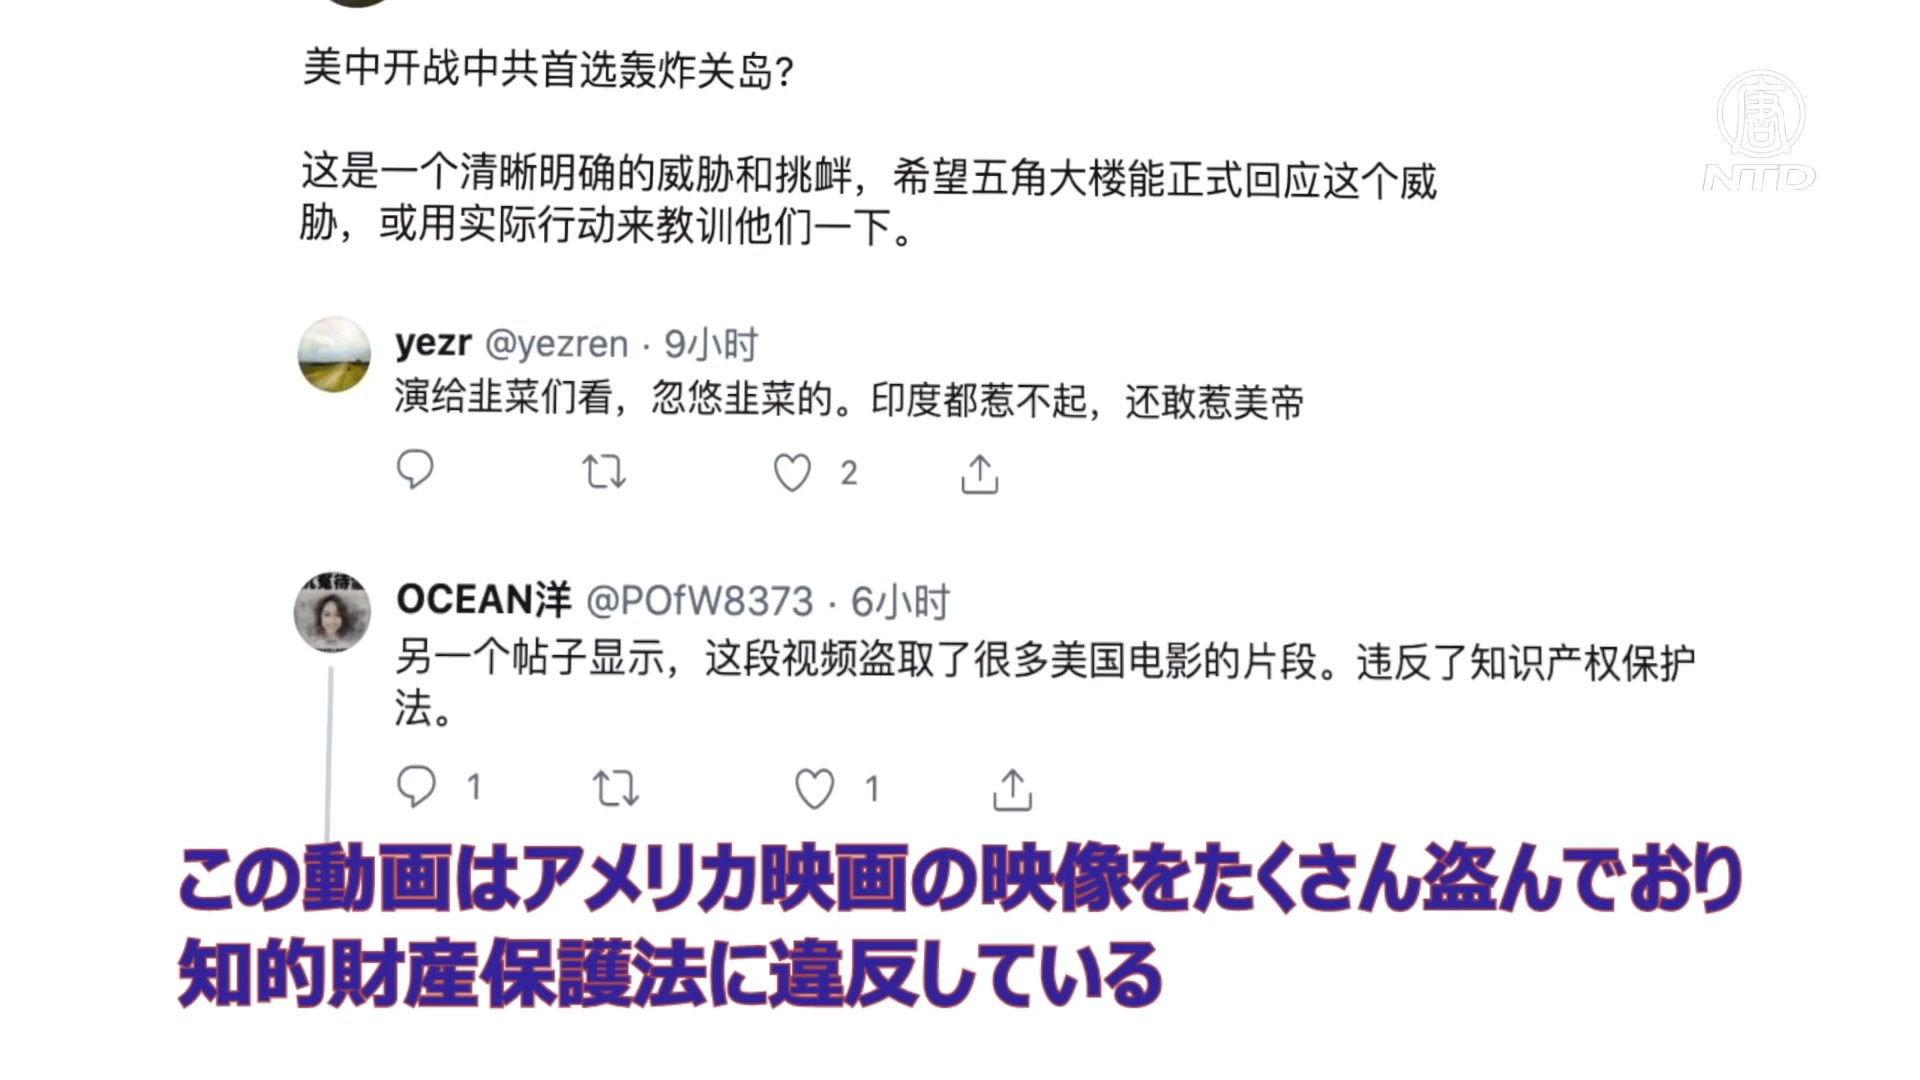 美中开战中共首选轰炸关岛?
这是一个清晰明确的威胁和挑衅，希望五角大楼能正式回应这个威
胁，或用实际行动来教训他们一下。
唐
NTD
yezr @yezren · 9小时
演给韭菜们看，忽悠韭菜的。印度都惹不起，还敢惹美帝
2
OCEAN洋 @POfW8373 · 6小时
另一个帖子显示，这段视频盗取了很多美国电影的片段。违反了知识产权保护
法。
1 1
この動画はアメリカ映画の映像をたくさん盗んでおり
知的財産保護法に違反している